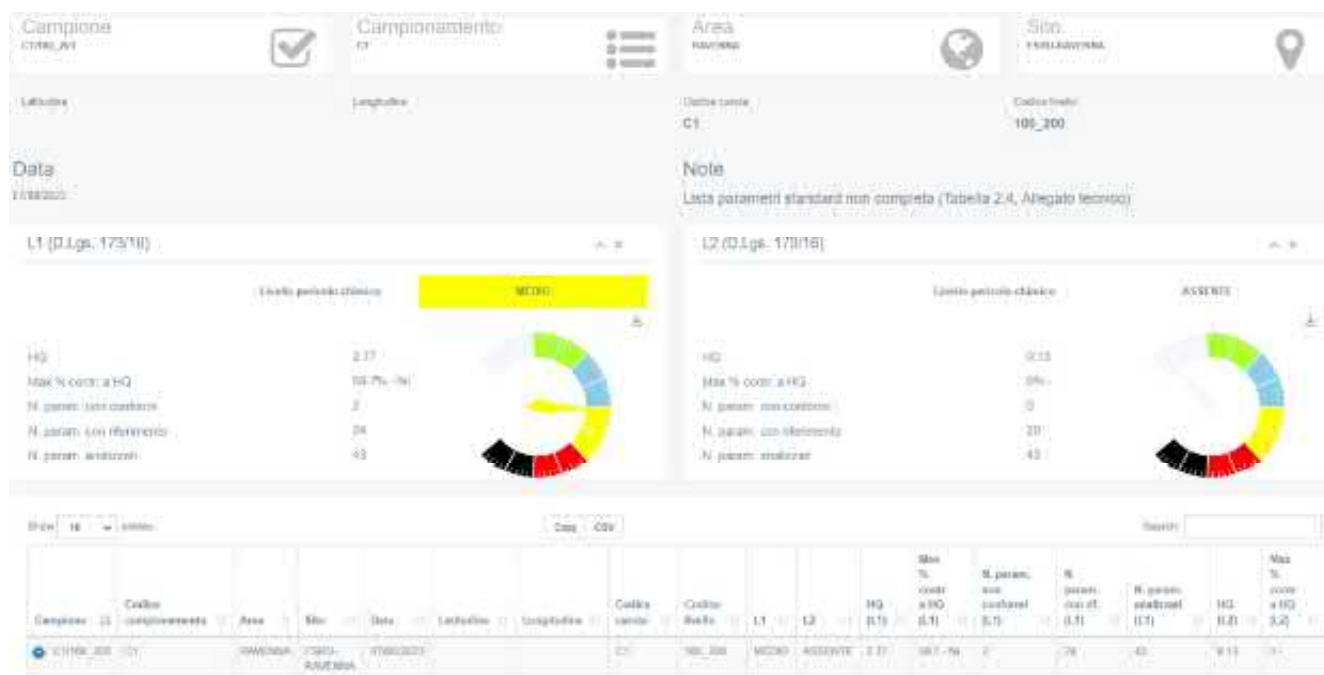 Campione
Campionamento
C1
Area
RAVENNA
Sito
Latitudine
Longitudine
Codice carota
C1
Codice livello
100_200
Data
Note
Lista parametri standard non completa (Tabella 2.4, Allegato tecnico)
L1 (D.Lgs. 173/16)
Livello pericolo chimico
MEDIO
HQ
2.77
Max % contr. a HQ
N. param. non conformi
2
N. param. con riferimento
24
N. param. analizzati
43
L2 (D.Lgs. 173/16)
Livello pericolo chimico
ASSENTE
HQ
0.13
Max % contr. a HQ
0% -
N. param. non conformi
0
N. param. con riferimento
20
N. param. analizzati
43
Show 10 entries
Copy CSV
Search:
Campione
Codice campionamento
Area
Sito
Data
Latitudine
Longitudine
Codice carota
Codice livello
L1
L2
HQ (L1)
Max % contr a HQ (L1)
N. param. non conformi (L1)
N. param. con rif. (L1)
N. param. analizzati (L1)
HQ (L2)
Max % contr a HQ (L2)
C1 RAVENNA C1 100_200 MEDIO ASSENTE 2.77 2 24 43 0.13